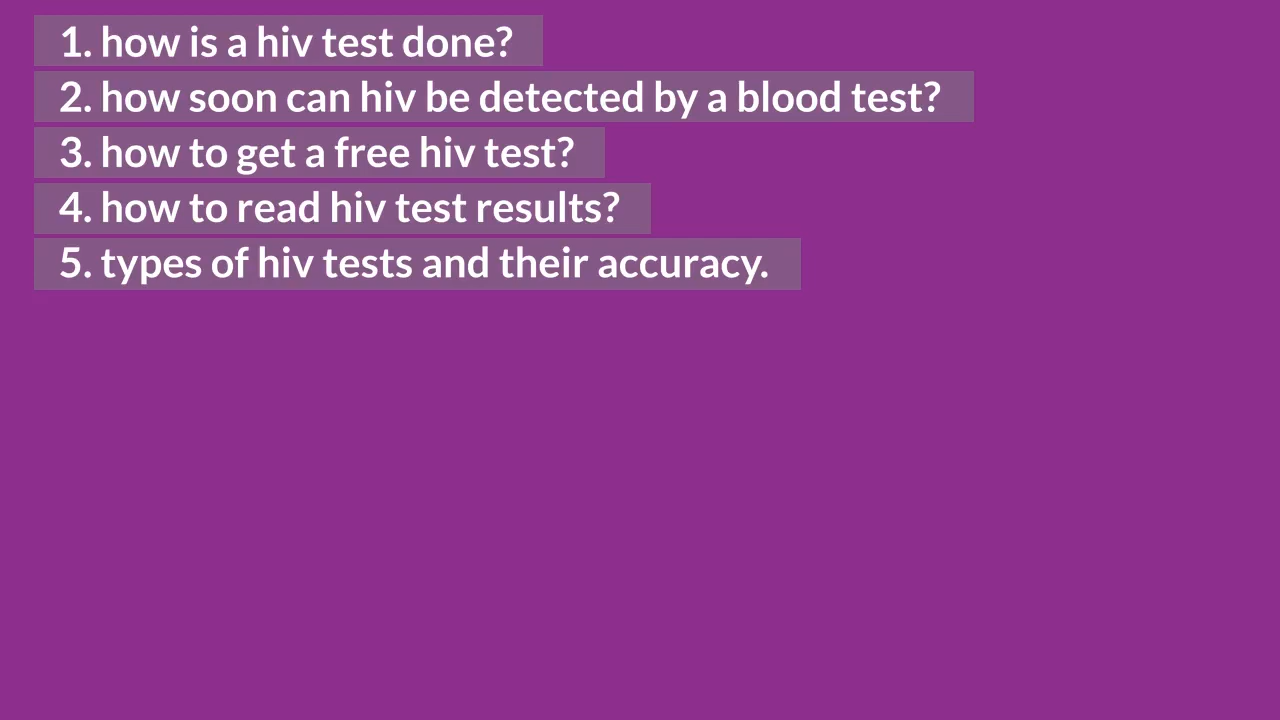 1. how is a hiv test done?
2. how soon can hiv be detected by a blood test?
3. how to get a free hiv test?
4. how to read hiv test results?
5. types of hiv tests and their accuracy.